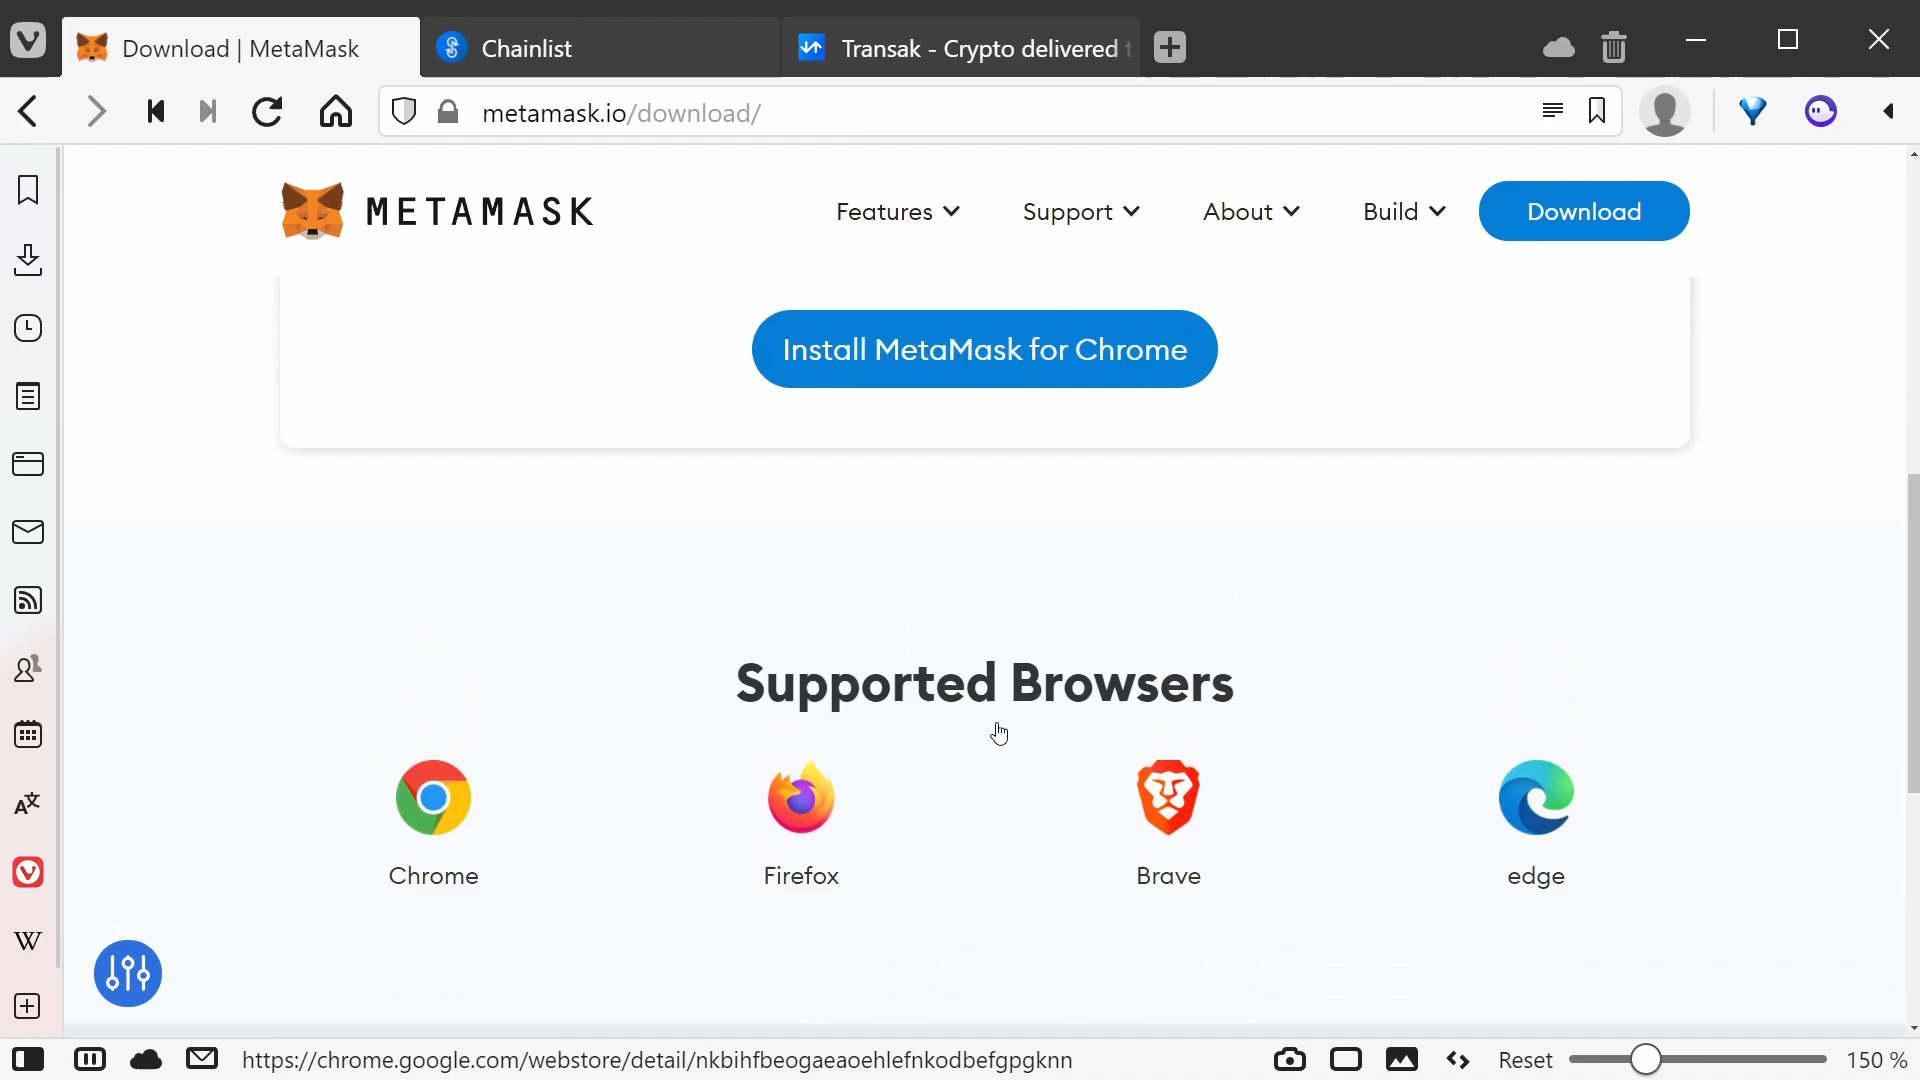 Download | MetaMask
Chainlist
Transak - Crypto delivered t
metamask.io/download/
METAMASK
Features
Support
About
Build
Download
Install MetaMask for Chrome
Supported Browsers
Chrome
Firefox
Brave
edge
W
https://chrome.google.com/webstore/detail/nkbihfbeogaeaoehlefnkodbefgpgknn
Reset
150 %